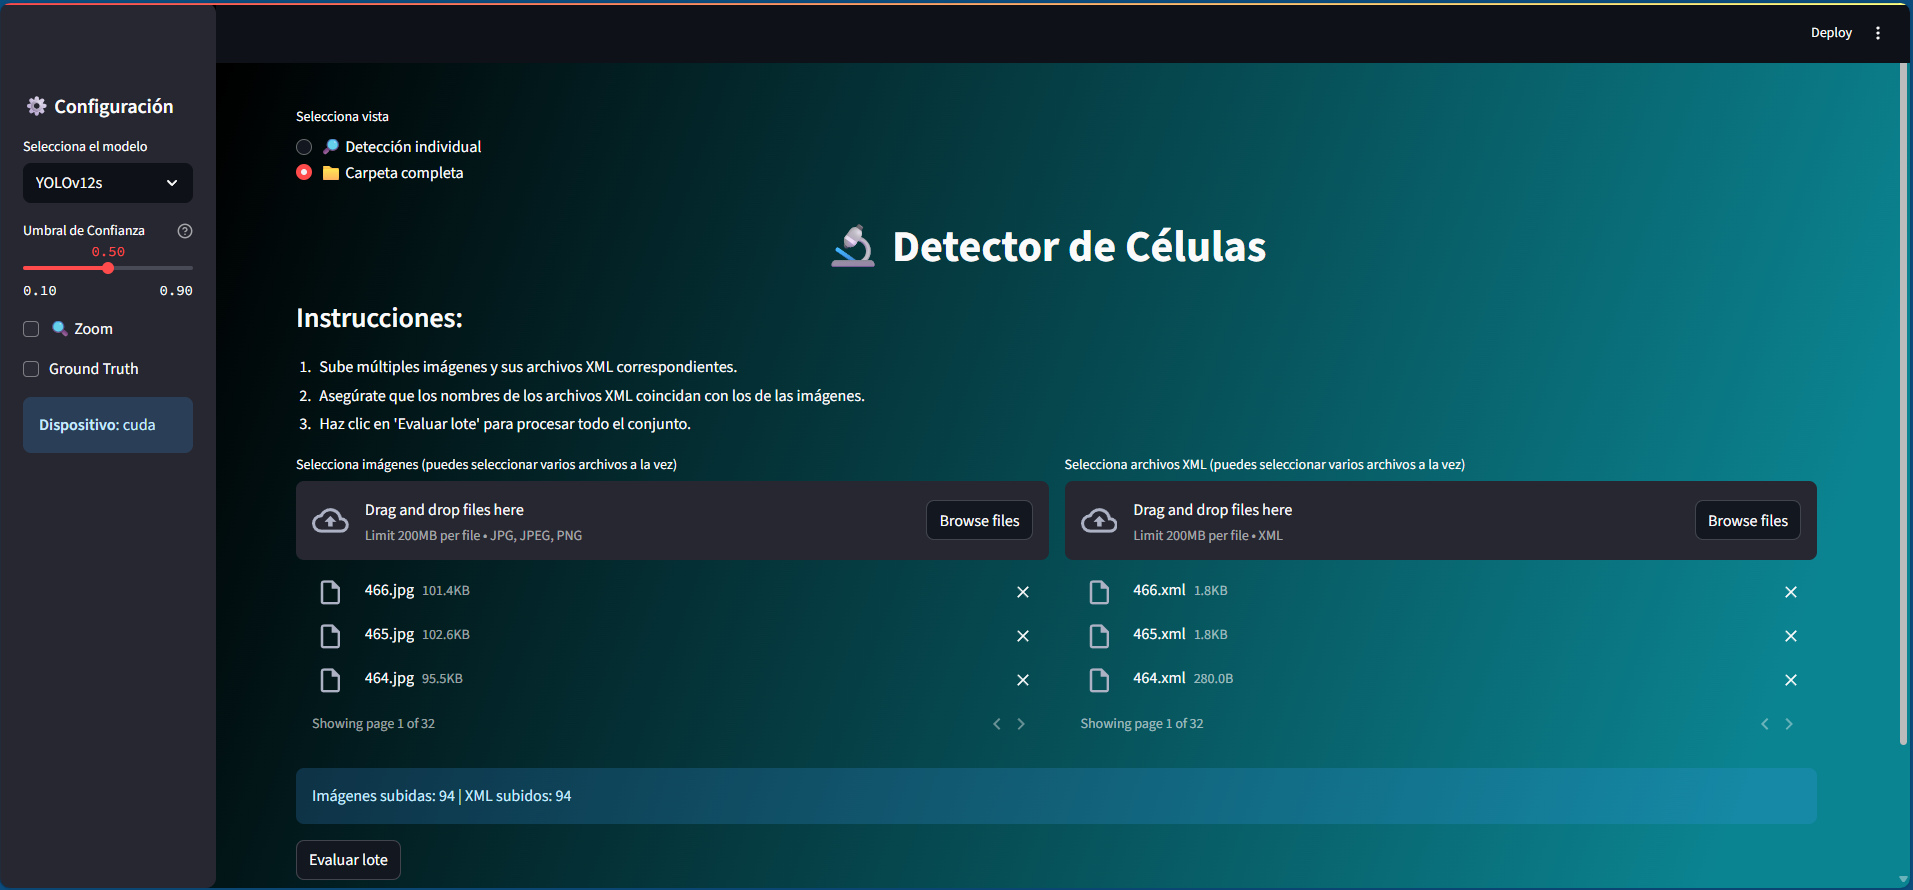 Deploy
Configuración
Selecciona el modelo
YOLOv12s
Umbral de Confianza
0.50
0.10 0.90
Zoom
Ground Truth
Dispositivo: cuda
Selecciona vista
Detección individual
Carpeta completa
Detector de Células
Instrucciones:
1. Sube múltiples imágenes y sus archivos XML correspondientes.
2. Asegúrate que los nombres de los archivos XML coincidan con los de las imágenes.
3. Haz clic en 'Evaluar lote' para procesar todo el conjunto.
Selecciona imágenes (puedes seleccionar varios archivos a la vez)
Drag and drop files here
Limit 200MB per file • JPG, JPEG, PNG
Browse files
466.jpg 101.4KB
465.jpg 102.6KB
464.jpg 95.5KB
Showing page 1 of 32
Selecciona archivos XML (puedes seleccionar varios archivos a la vez)
Drag and drop files here
Limit 200MB per file • XML
Browse files
466.xml 1.8KB
465.xml 1.8KB
464.xml 280.0B
Showing page 1 of 32
Imágenes subidas: 94 | XML subidos: 94
Evaluar lote